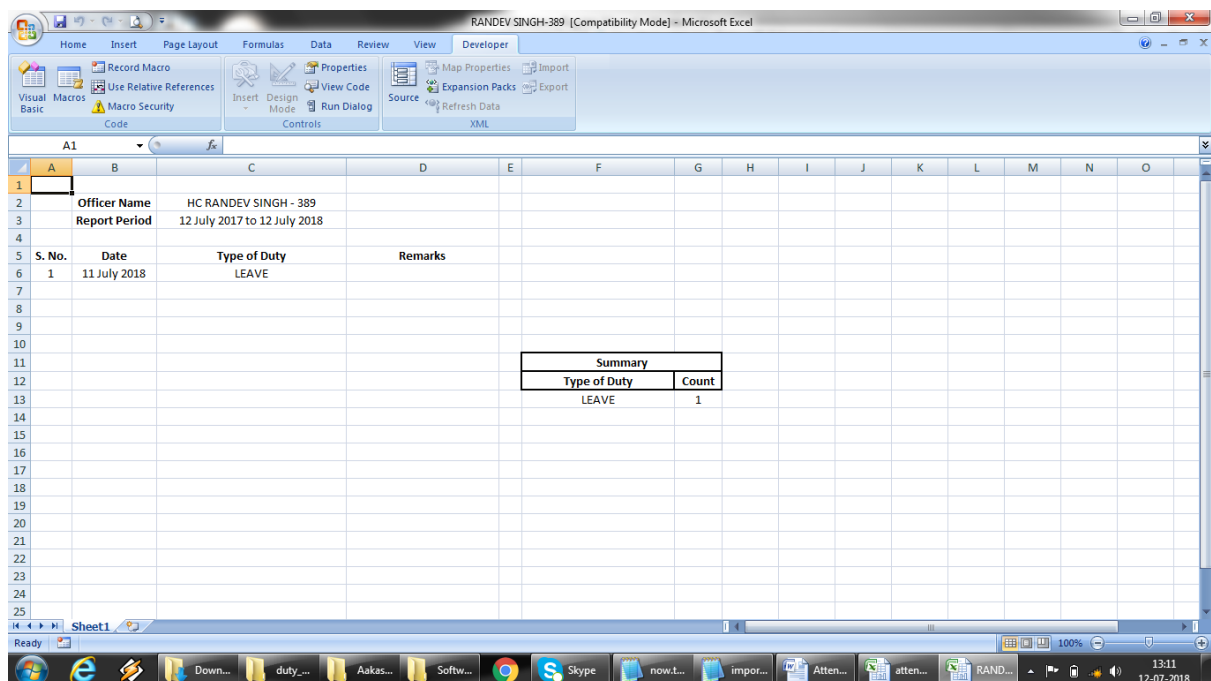 RANDEV SINGH-389 [Compatibility Mode] - Microsoft Excel
Home Insert Page Layout Formulas Data Review View Developer
Visual Basic
Macros
Record Macro
Use Relative References
Macro Security
Code
Insert
Design Mode
Properties
View Code
Run Dialog
Controls
Source
Map Properties
Expansion Packs
Refresh Data
Import
Export
XML
A1 fx
A B C D E F G H I J K L M N O
1
2 Officer Name HC RANDEV SINGH - 389
3 Report Period 12 July 2017 to 12 July 2018
4
5 S. No. Date Type of Duty Remarks
6 1 11 July 2018 LEAVE
7
8
9
10
11 Summary
12 Type of Duty Count
13 LEAVE 1
14
15
16
17
18
19
20
21
22
23
24
25
Sheet1
Ready 100%
Down... duty_... Aakas... Softw... Skype now.t... impor... Atten... atten... RAND... 13:11
12-07-2018